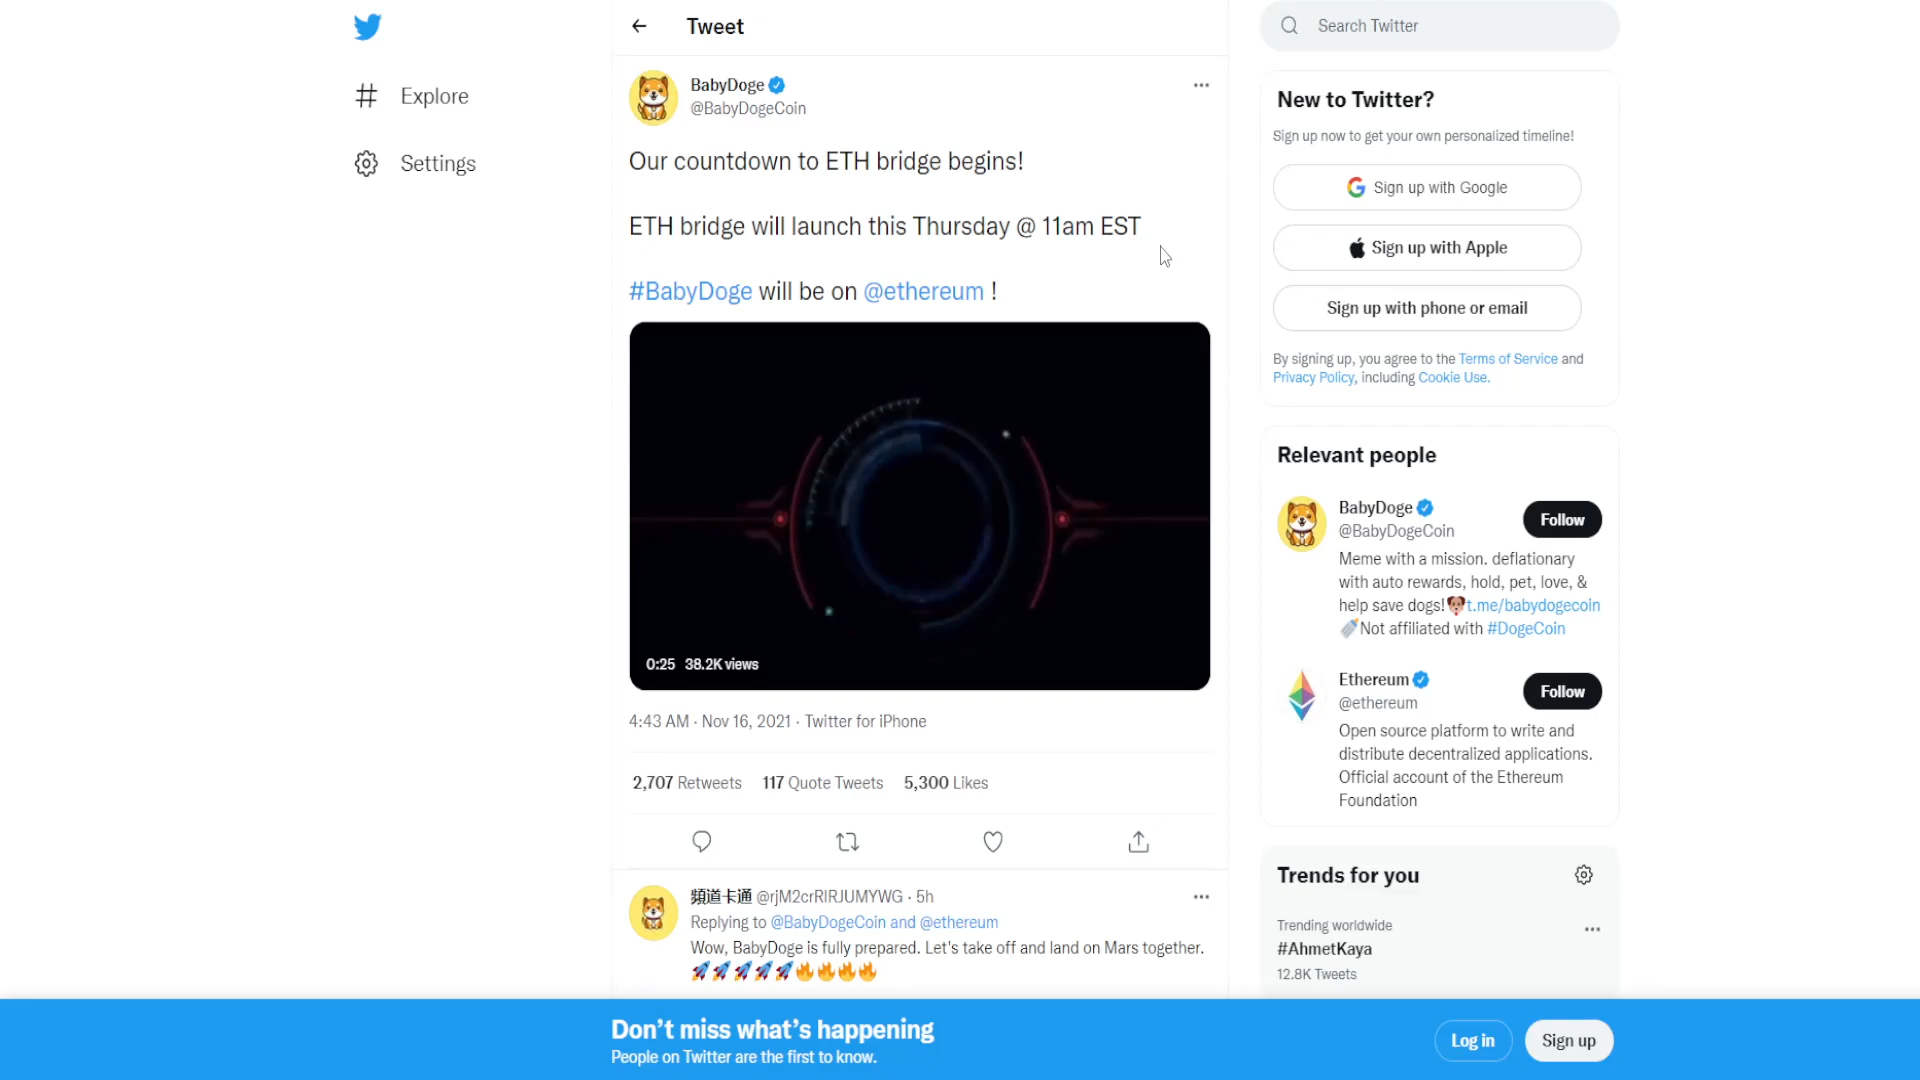 Explore
Settings
Tweet
BabyDoge
@BabyDogeCoin
Our countdown to ETH bridge begins!
ETH bridge will launch this Thursday @ 11am EST
#BabyDoge will be on @ethereum !
0:25 38.2K views
4:43 AM · Nov 16, 2021 · Twitter for iPhone
2,707 Retweets 117 Quote Tweets 5,300 Likes
頻道卡通 @rjM2crRlRJUMYWG · 5h
Replying to @BabyDogeCoin and @ethereum
Wow, BabyDoge is fully prepared. Let's take off and land on Mars together.
🚀🚀🚀🚀🚀🔥🔥🔥🔥
Search Twitter
New to Twitter?
Sign up now to get your own personalized timeline!
Sign up with Google
Sign up with Apple
Sign up with phone or email
By signing up, you agree to the Terms of Service and
Privacy Policy, including Cookie Use.
Relevant people
BabyDoge
@BabyDogeCoin
Follow
Meme with a mission. deflationary
with auto rewards, hold, pet, love, &
help save dogs!🐶t.me/babydogecoin
🍼Not affiliated with #DogeCoin
Ethereum
@ethereum
Follow
Open source platform to write and
distribute decentralized applications.
Official account of the Ethereum
Foundation
Trends for you
Trending worldwide
#AhmetKaya
12.8K Tweets
Don’t miss what’s happening
People on Twitter are the first to know.
Log in
Sign up